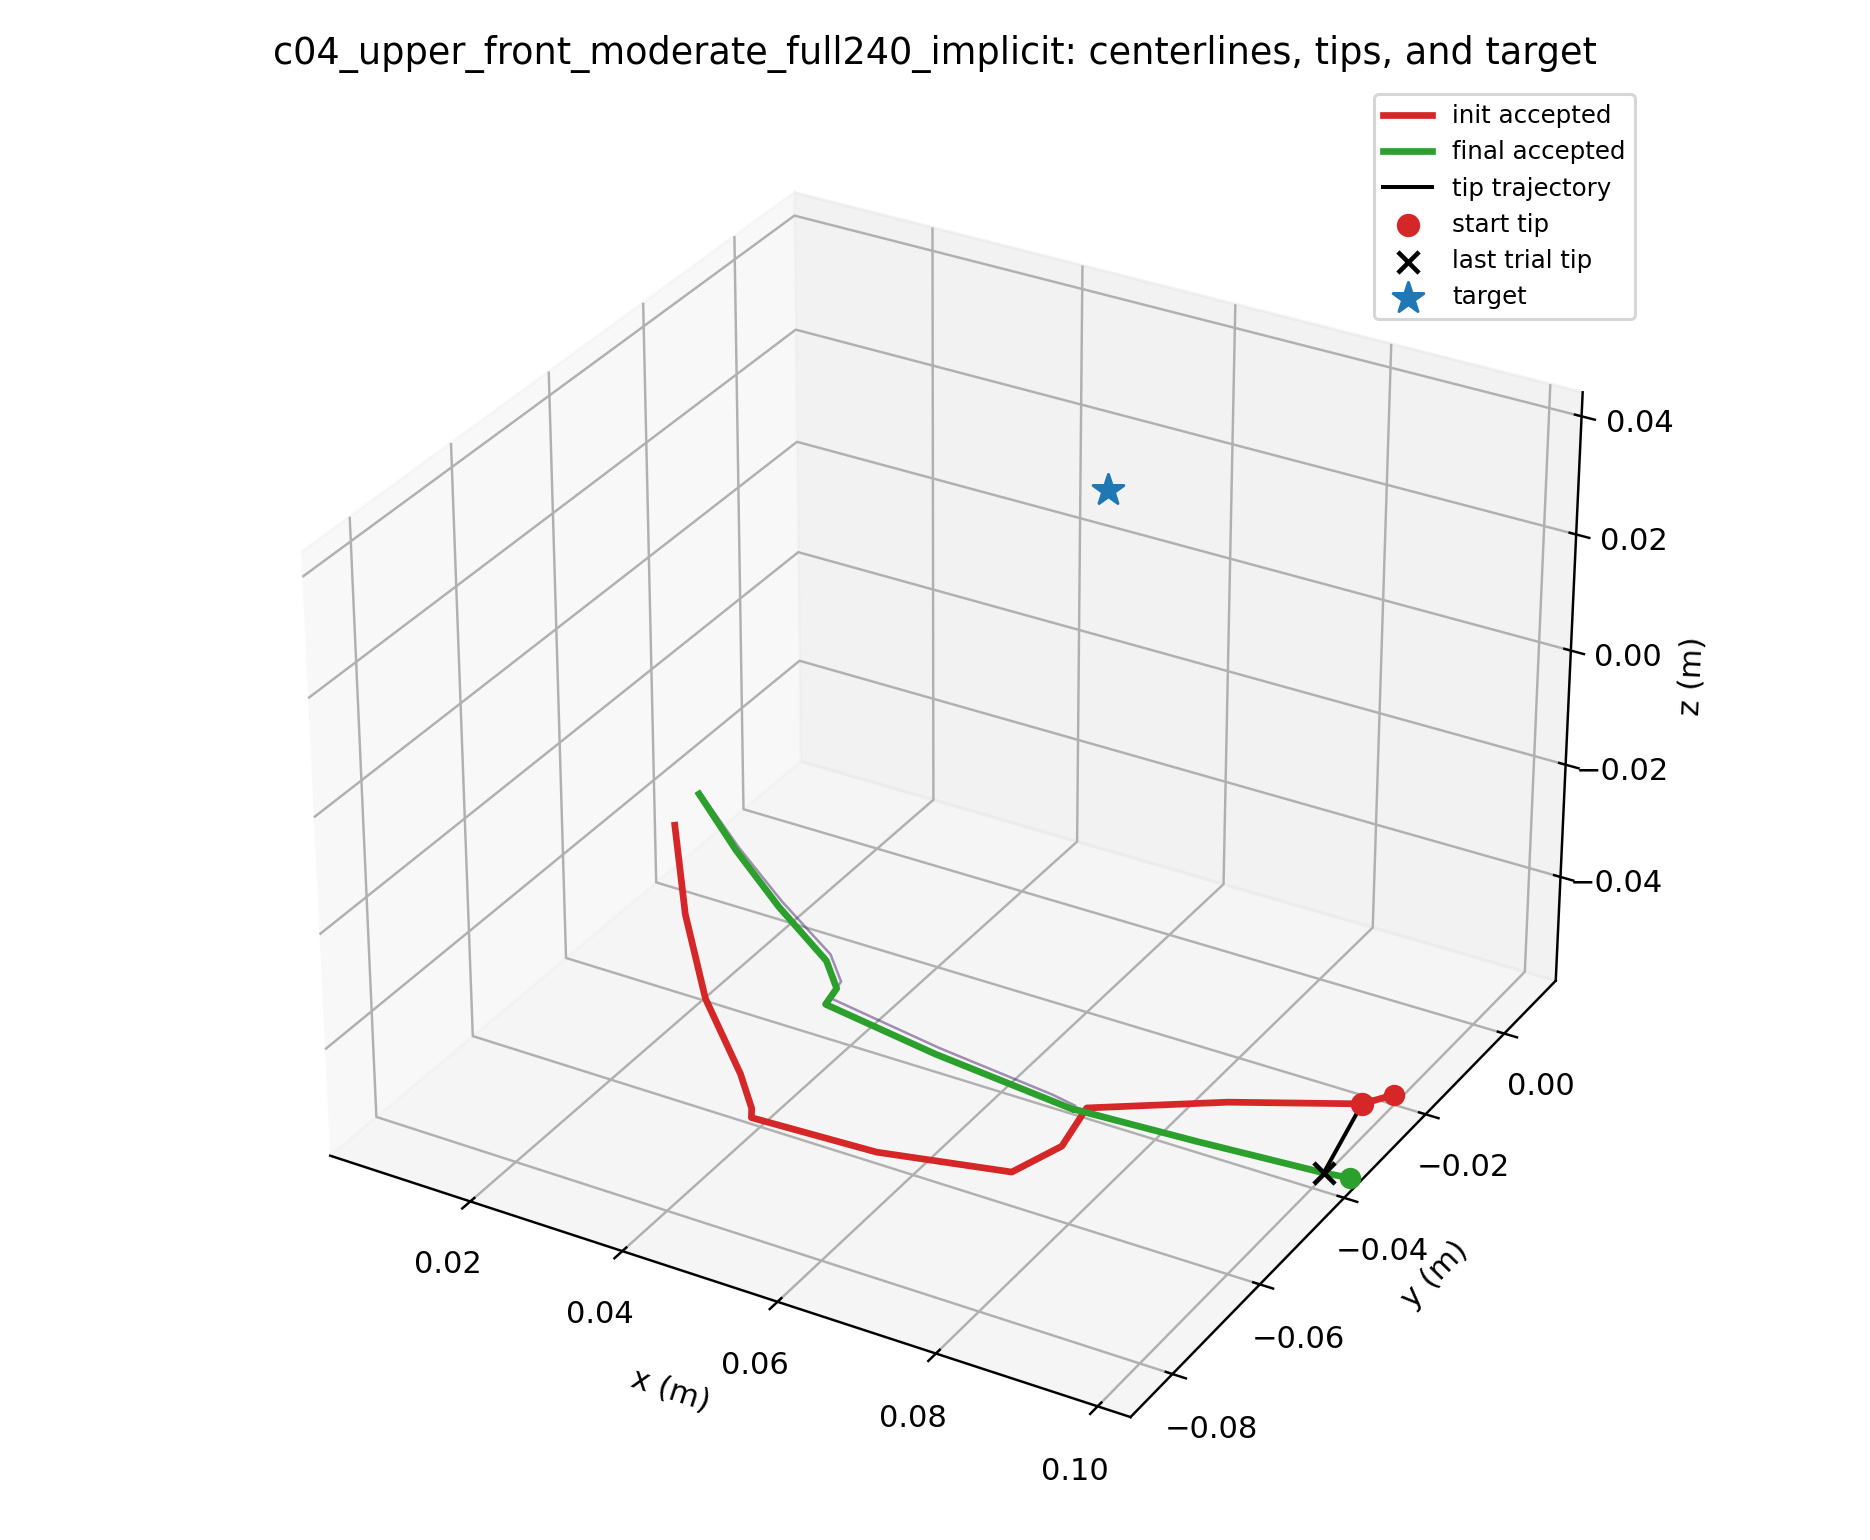 c04_upper_front_moderate_full240_implicit: centerlines, tips, and target
init accepted
final accepted
tip trajectory
start tip
last trial tip
target
0.04
0.02
0.00
−0.02
−0.04
z (m)
0.00
−0.02
−0.04
−0.06
−0.08
y (m)
0.02
0.04
0.06
0.08
0.10
x (m)